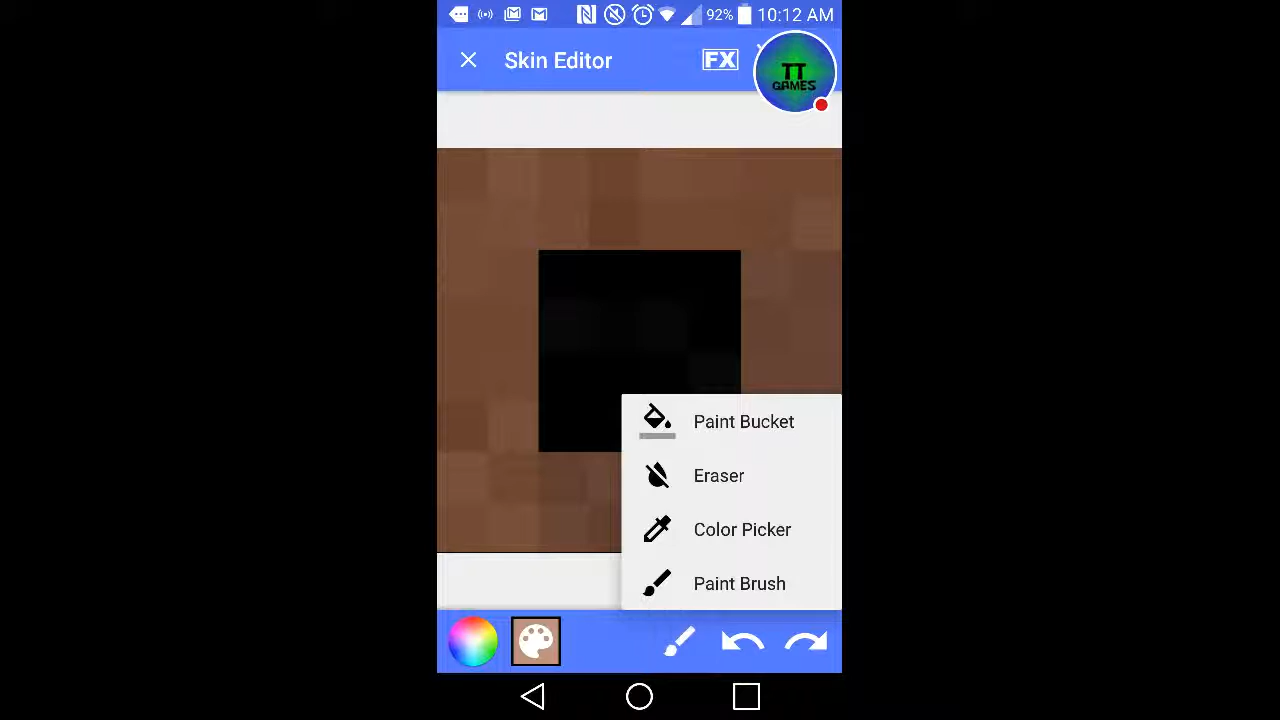 92% 10:12 AM
Skin Editor
FX
TT
GAMES
Paint Bucket
Eraser
Color Picker
Paint Brush